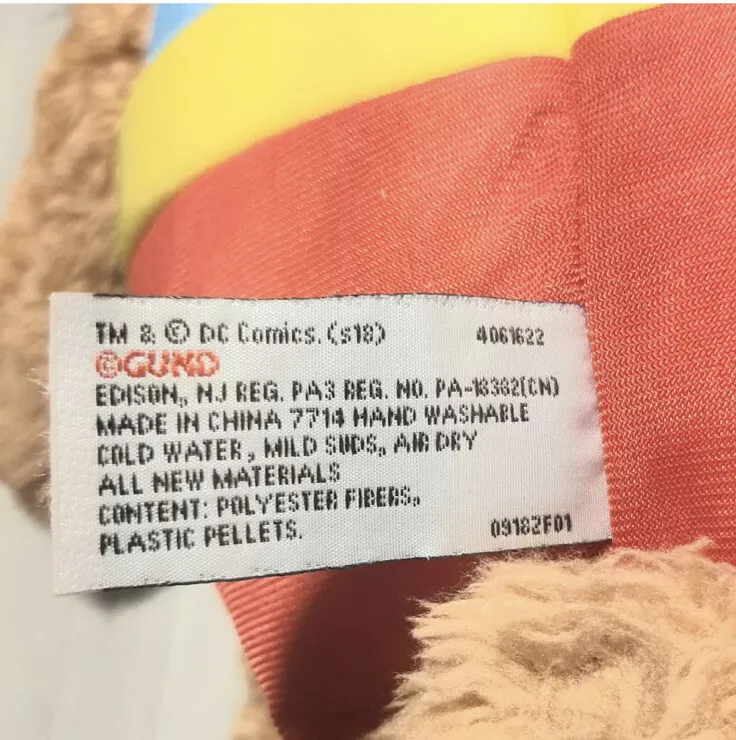 TM & © DC Comics. (s18) 4061622
©GUND
EDISON, NJ REG. PA3 REG. NO. PA-18382(CN)
MADE IN CHINA 7714 HAND WASHABLE
COLD WATER, MILD SUDS, AIR DRY
ALL NEW MATERIALS
CONTENT: POLYESTER FIBERS,
PLASTIC PELLETS. 0918ZF01